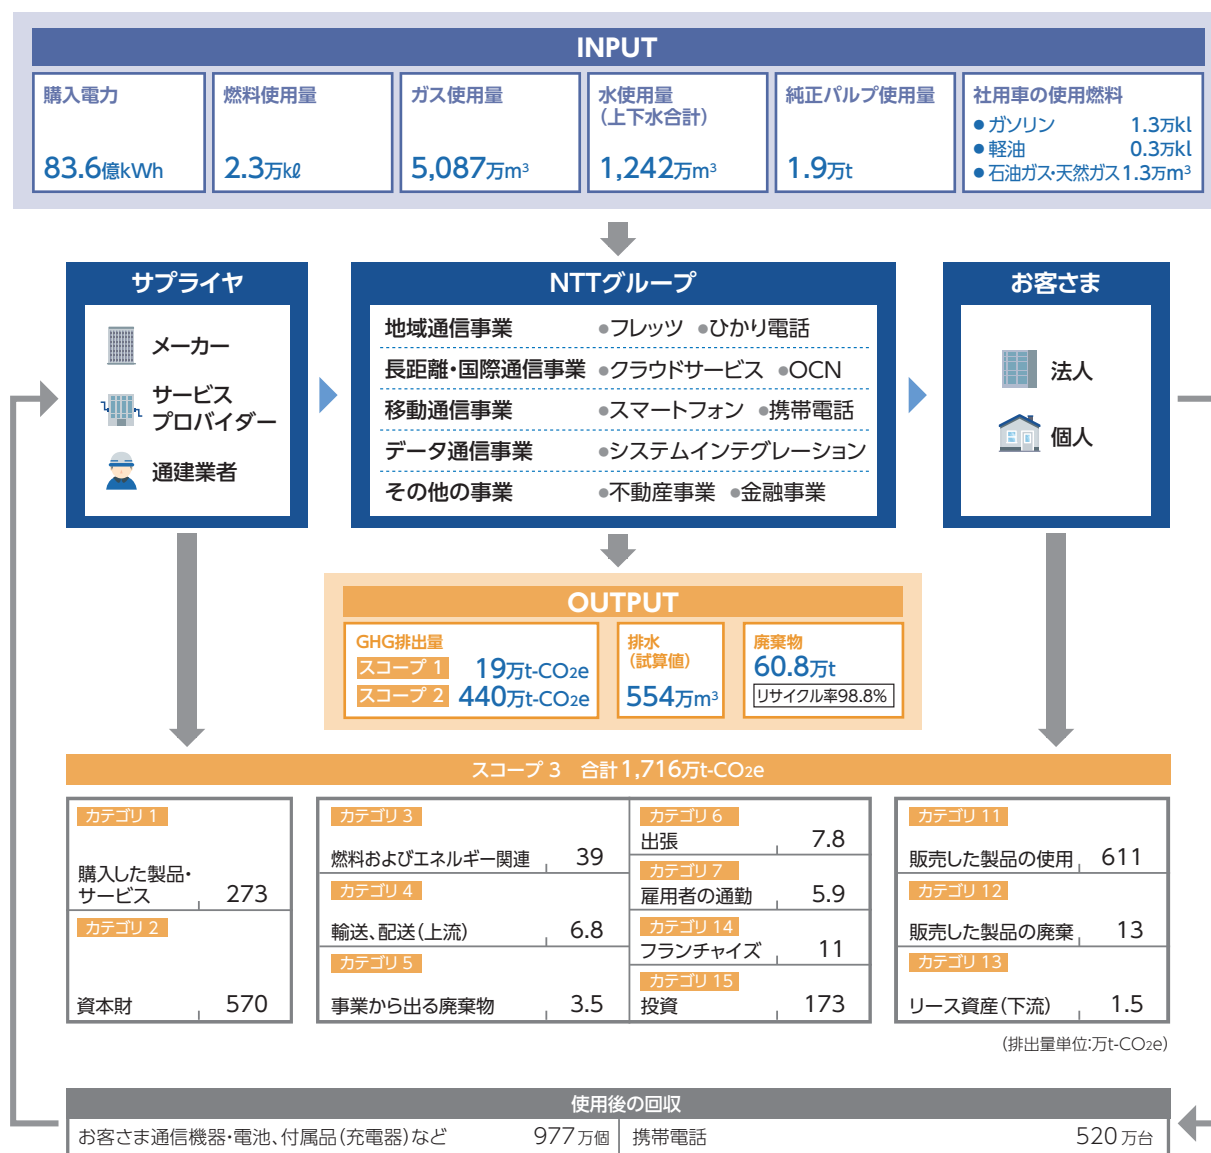 INPUT
購入電力
83.6億kWh
燃料使用量
2.3万kℓ
ガス使用量
5,087万m³
水使用量
(上下水合計)
1,242万m³
純正パルプ使用量
1.9万t
社用車の使用燃料
●ガソリン 1.3万kl
●軽油 0.3万kl
●石油ガス・天然ガス1.3万m³
サプライヤ
メーカー
サービス
プロバイダー
通建業者
NTTグループ
地域通信事業 ●フレッツ ●ひかり電話
長距離・国際通信事業 ●クラウドサービス ●OCN
移動通信事業 ●スマートフォン ●携帯電話
データ通信事業 ●システムインテグレーション
その他の事業 ●不動産事業 ●金融事業
お客さま
法人
個人
OUTPUT
GHG排出量
スコープ 1 19万t-CO₂e
スコープ 2 440万t-CO₂e
排水
(試算値)
554万m³
廃棄物
60.8万t
リサイクル率98.8%
スコープ 3 合計1,716万t-CO₂e
カテゴリ 1
購入した製品・
サービス 273
カテゴリ 2
資本財 570
カテゴリ 3
燃料およびエネルギー関連 39
カテゴリ 4
輸送、配送(上流) 6.8
カテゴリ 5
事業から出る廃棄物 3.5
カテゴリ 6
出張 7.8
カテゴリ 7
雇用者の通勤 5.9
カテゴリ 14
フランチャイズ 11
カテゴリ 15
投資 173
カテゴリ 11
販売した製品の使用 611
カテゴリ 12
販売した製品の廃棄 13
カテゴリ 13
リース資産(下流) 1.5
(排出量単位:万t-CO₂e)
使用後の回収
お客さま通信機器・電池、付属品(充電器)など 977万個
携帯電話 520万台